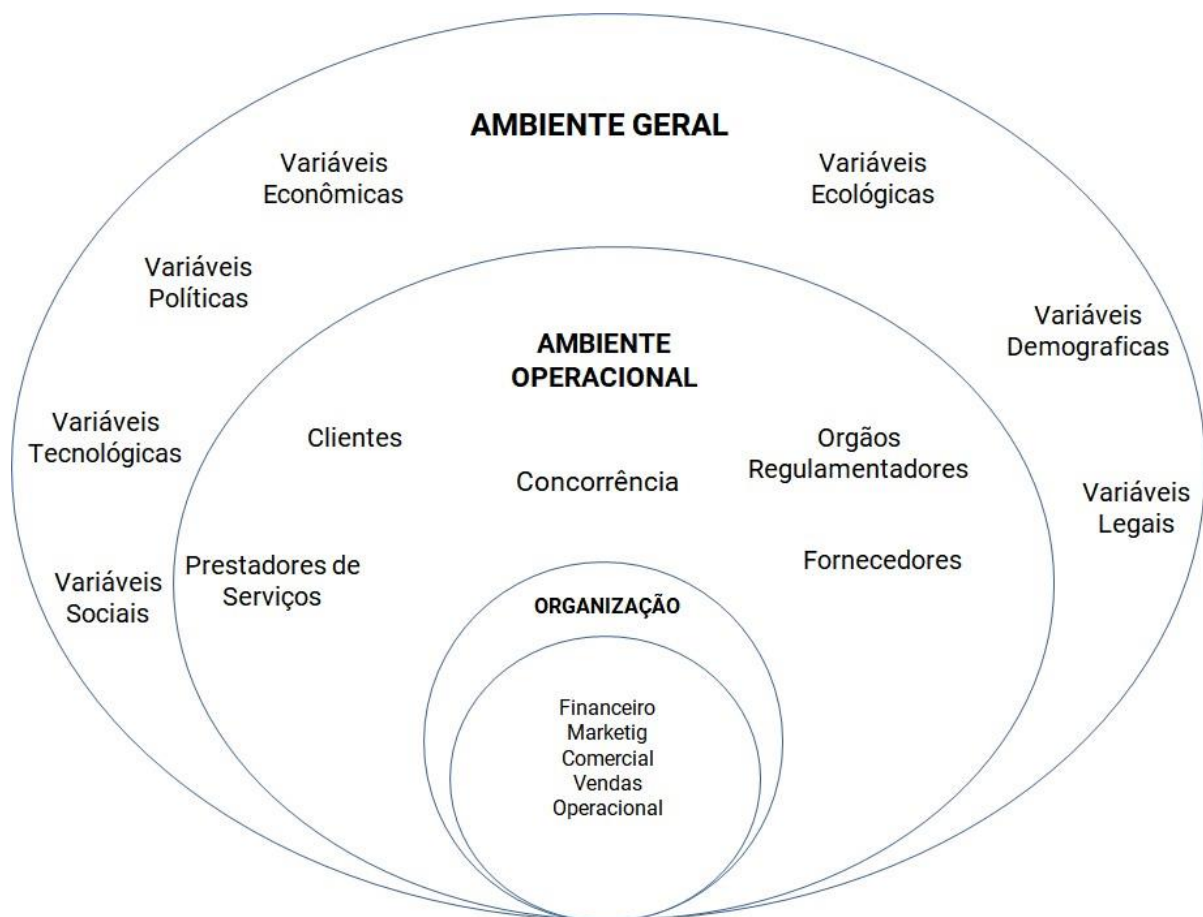 AMBIENTE GERAL
Variáveis
Econômicas
Variáveis
Ecológicas
Variáveis
Políticas
Variáveis
Demograficas
AMBIENTE
OPERACIONAL
Variáveis
Tecnológicas
Clientes
Concorrência
Orgãos
Regulamentadores
Variáveis
Legais
Variáveis
Sociais
Prestadores de
Serviços
Fornecedores
ORGANIZAÇÃO
Financeiro
Marketig
Comercial
Vendas
Operacional